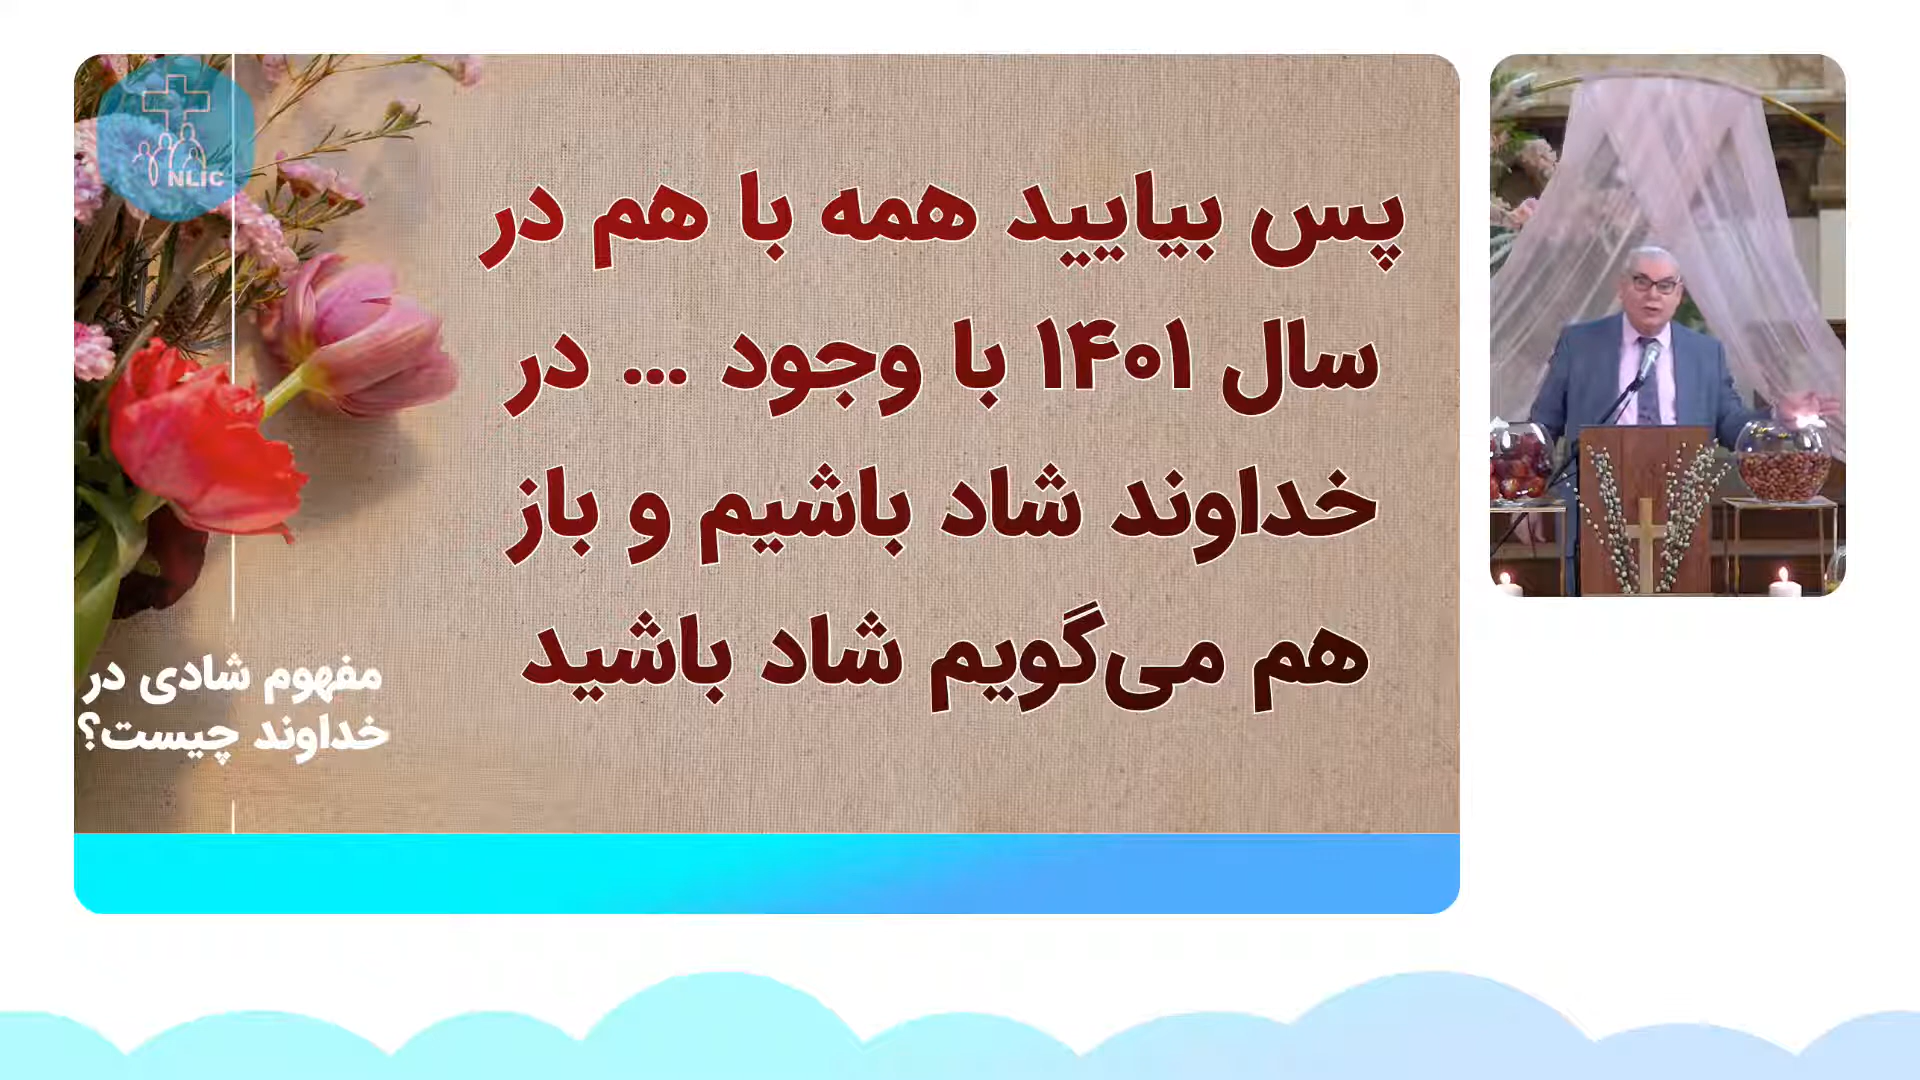 پس بیایید همه با هم در
سال ۱۴۰۱ با وجود ... در
خداوند شاد باشیم و باز
هم می‌گویم شاد باشید
مفهوم شادی در
خداوند چیست؟
NLIC